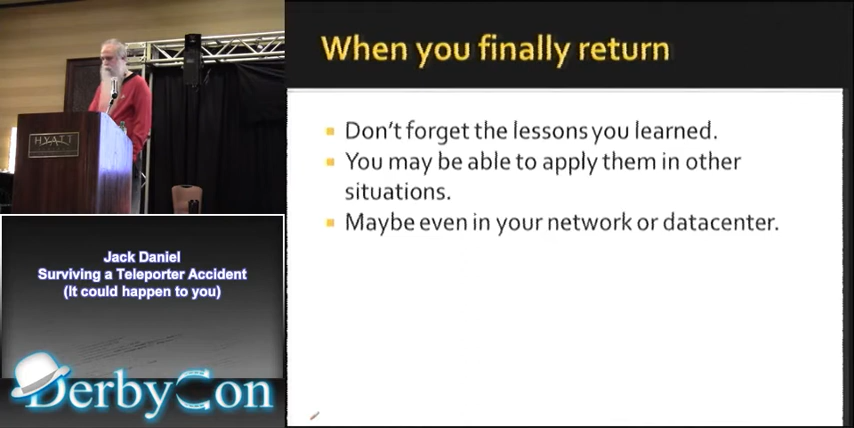 HYATT
Jack Daniel
Surviving a Teleporter Accident
(It could happen to you)
DerbyCon
When you finally return
Don't forget the lessons you learned.
You may be able to apply them in other
situations.
Maybe even in your network or datacenter.